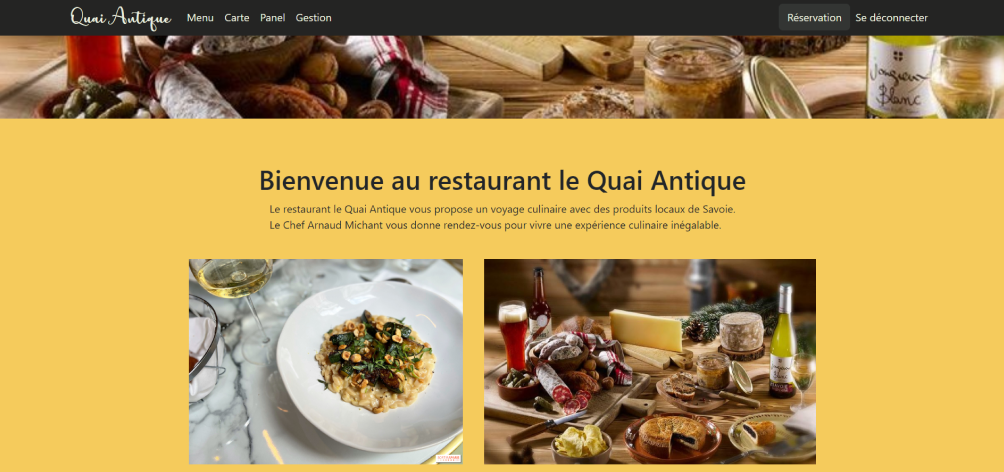 Quai Antique Menu Carte Panel Gestion Réservation Se déconnecter
Jongieux
Blanc
Bienvenue au restaurant le Quai Antique
Le restaurant le Quai Antique vous propose un voyage culinaire avec des produits locaux de Savoie.
Le Chef Arnaud Michant vous donne rendez-vous pour vivre une expérience culinaire inégalable.